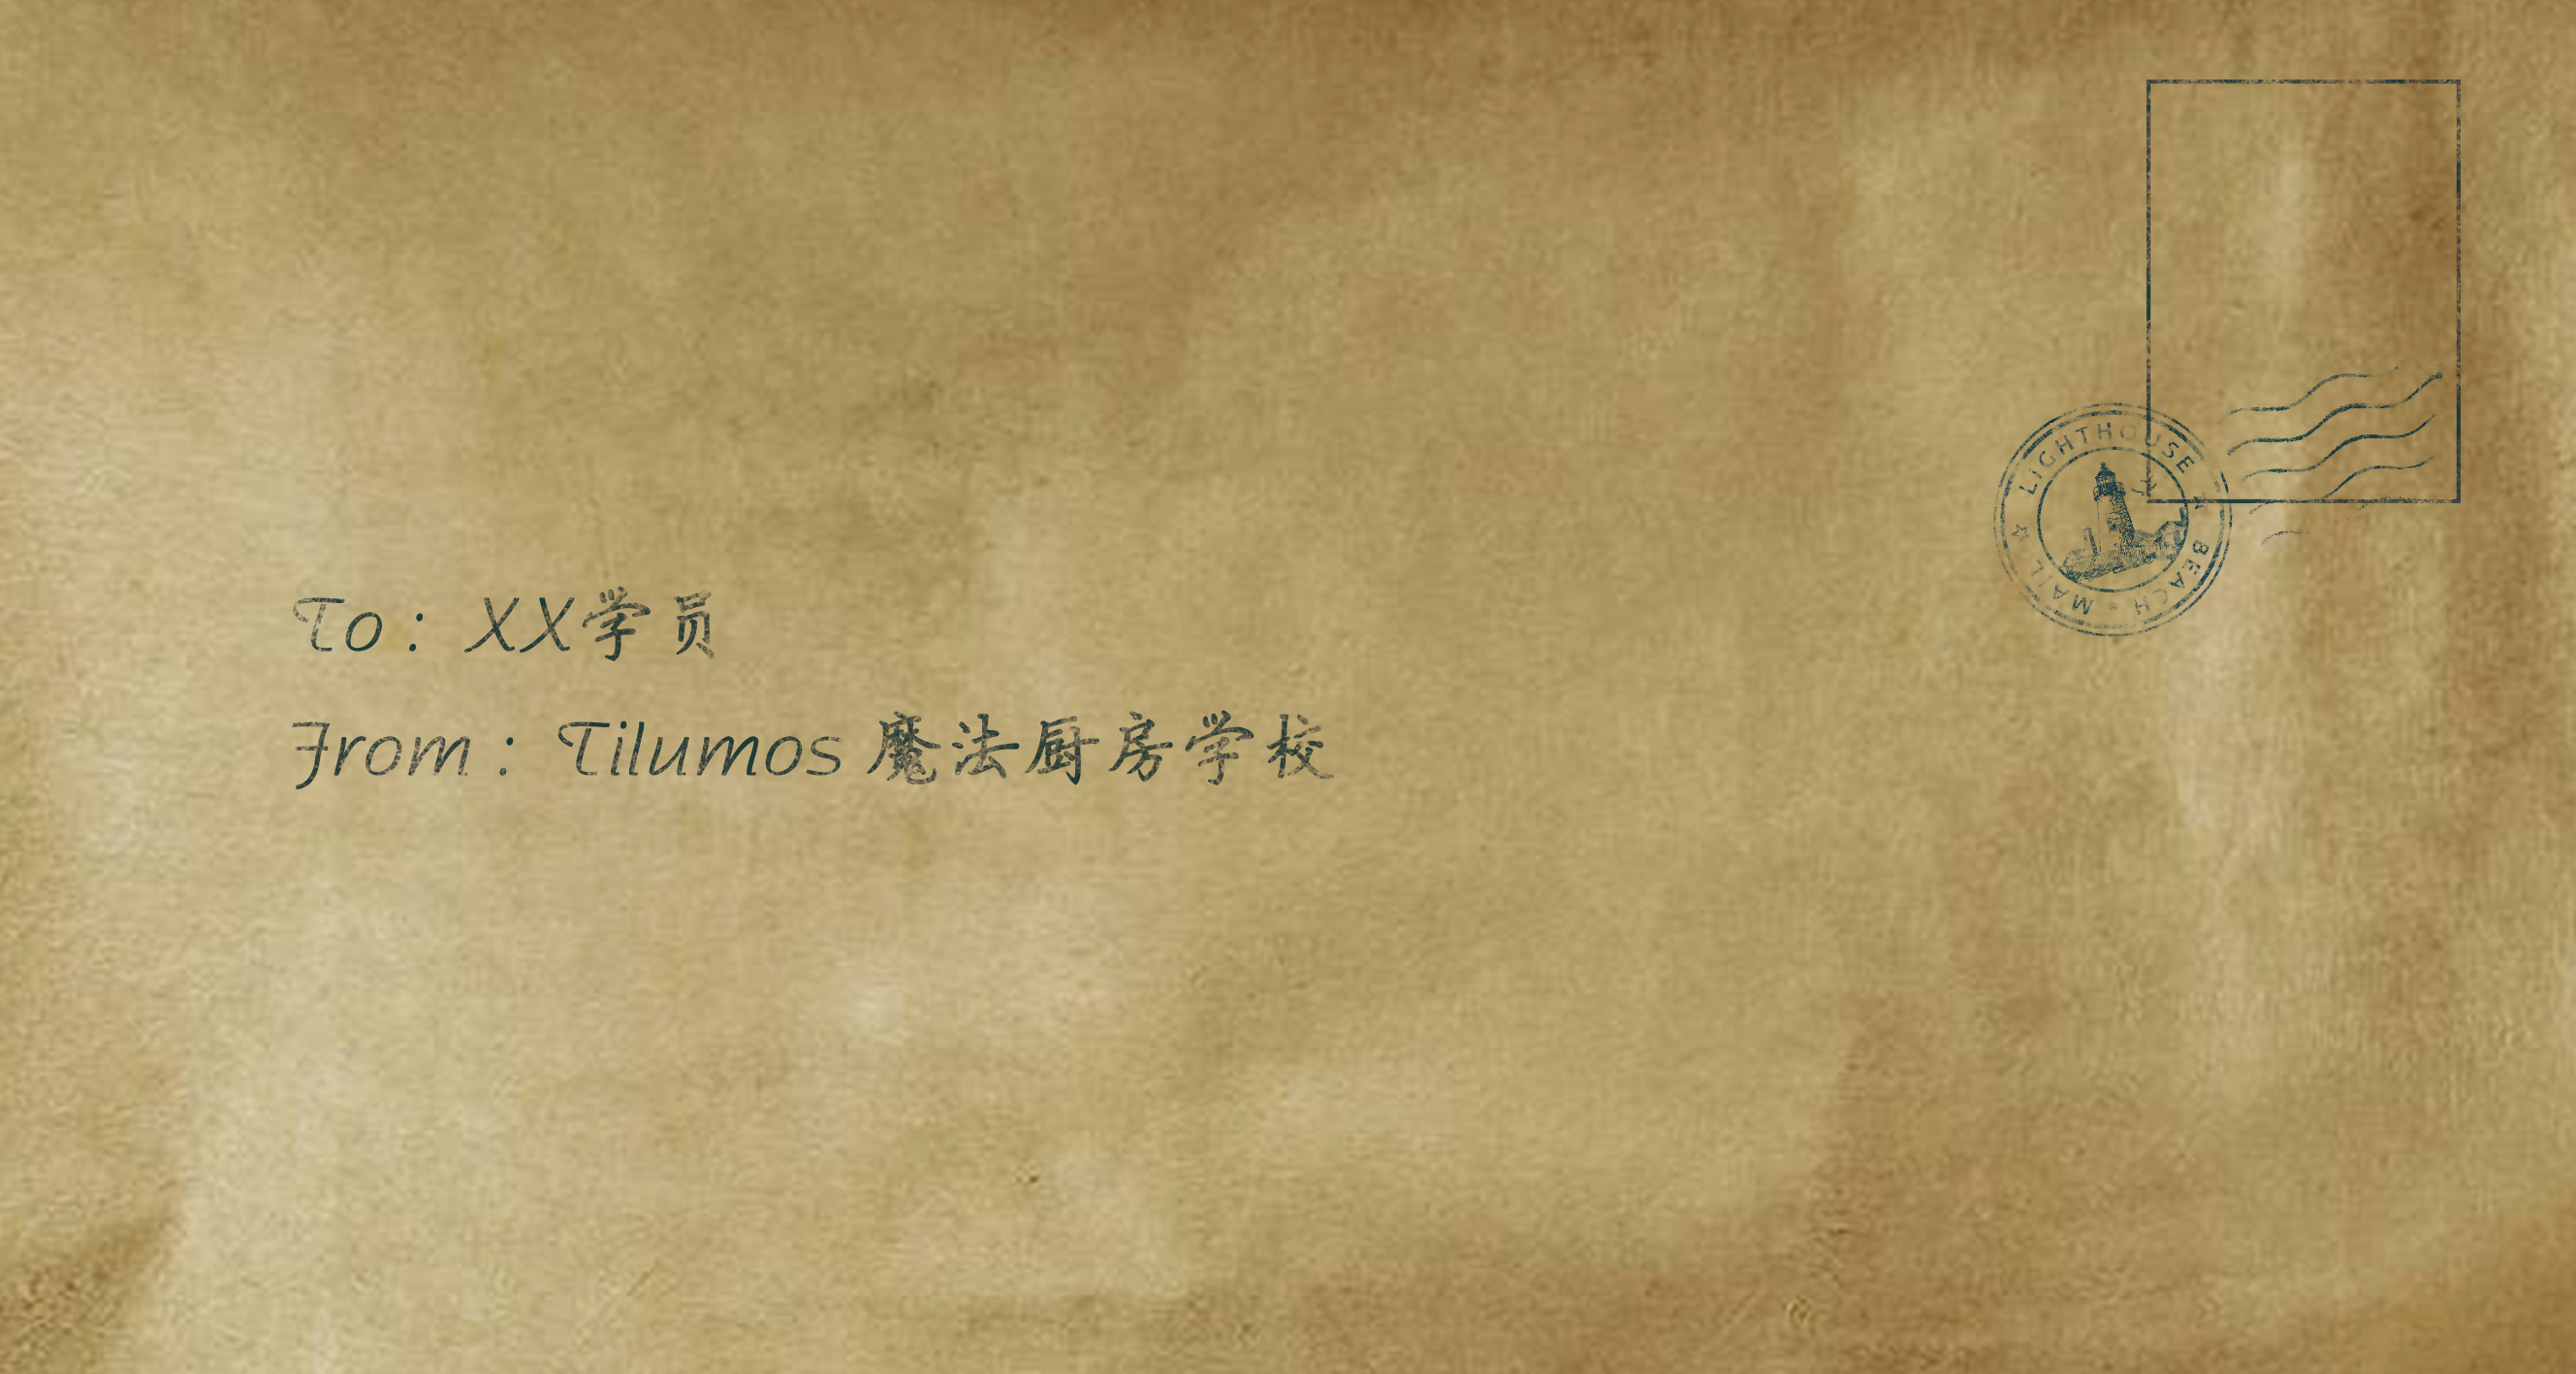 LIGHTHOUSE BEACH · MAIL
To：XX学员
From：Tilumos 魔法厨房学校